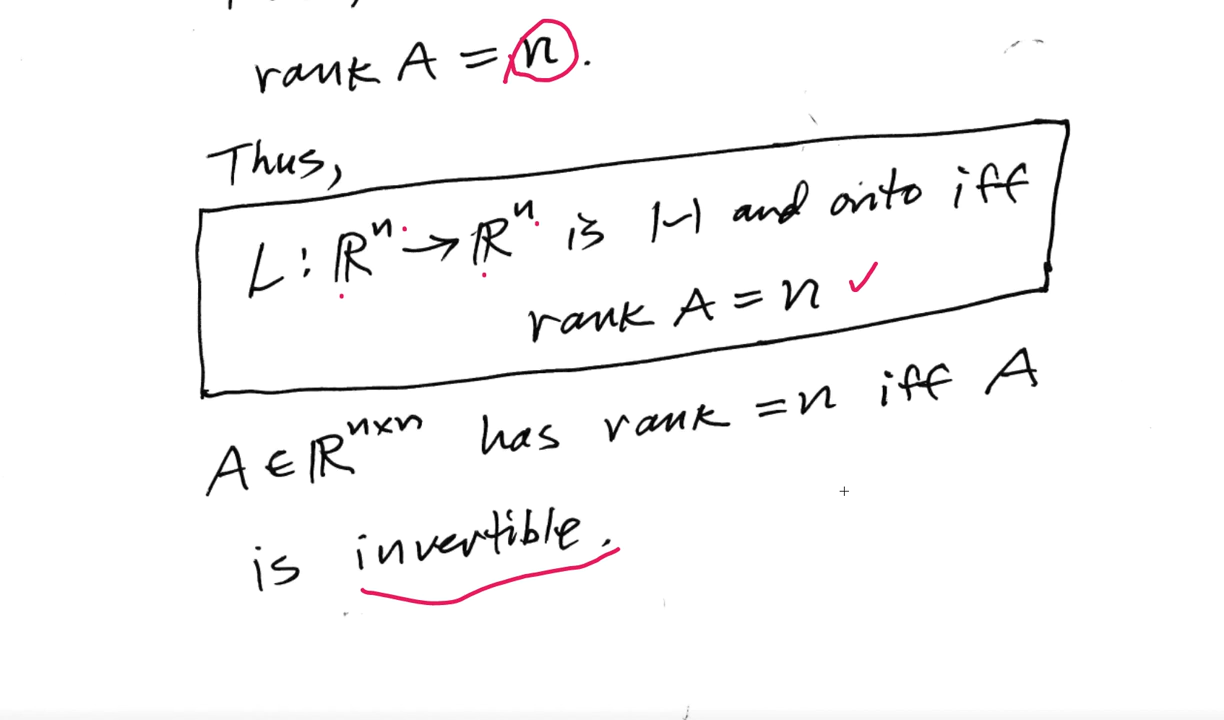 rank A = n.
Thus,
L : ℝⁿ → ℝⁿ is 1-1 and onto iff
rank A = n ✓
A ∈ ℝⁿˣⁿ has rank = n iff A
is invertible.